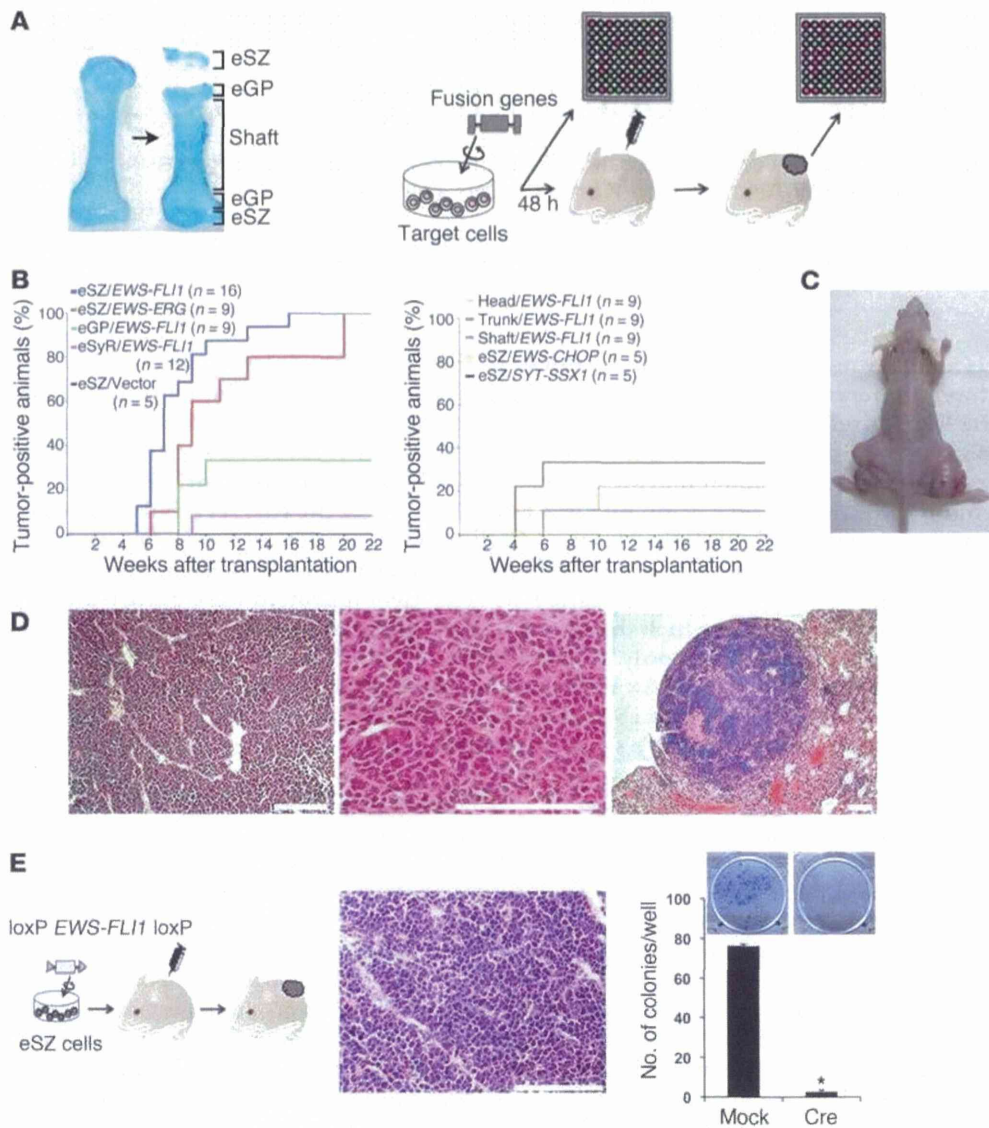 A
eSZ
eGP
Shaft
eGP
eSZ
Fusion genes
48 h
Target cells
B
Tumor-positive animals (%)
100
80
60
40
20
0
eSZ/EWS-FLI1 (n = 16)
eSZ/EWS-ERG (n = 9)
eGP/EWS-FLI1 (n = 9)
eSyR/EWS-FLI1
(n = 12)
eSZ/Vector
(n = 5)
2 4 6 8 10 12 14 16 18 20 22
Weeks after transplantation
Tumor-positive animals (%)
100
80
60
40
20
0
Head/EWS-FLI1 (n = 9)
Trunk/EWS-FLI1 (n = 9)
Shaft/EWS-FLI1 (n = 9)
eSZ/EWS-CHOP (n = 5)
eSZ/SYT-SSX1 (n = 5)
2 4 6 8 10 12 14 16 18 20 22
Weeks after transplantation
C
D
E
loxP EWS-FLI1 loxP
eSZ cells
No. of colonies/well
100
80
60
40
20
0
*
Mock Cre